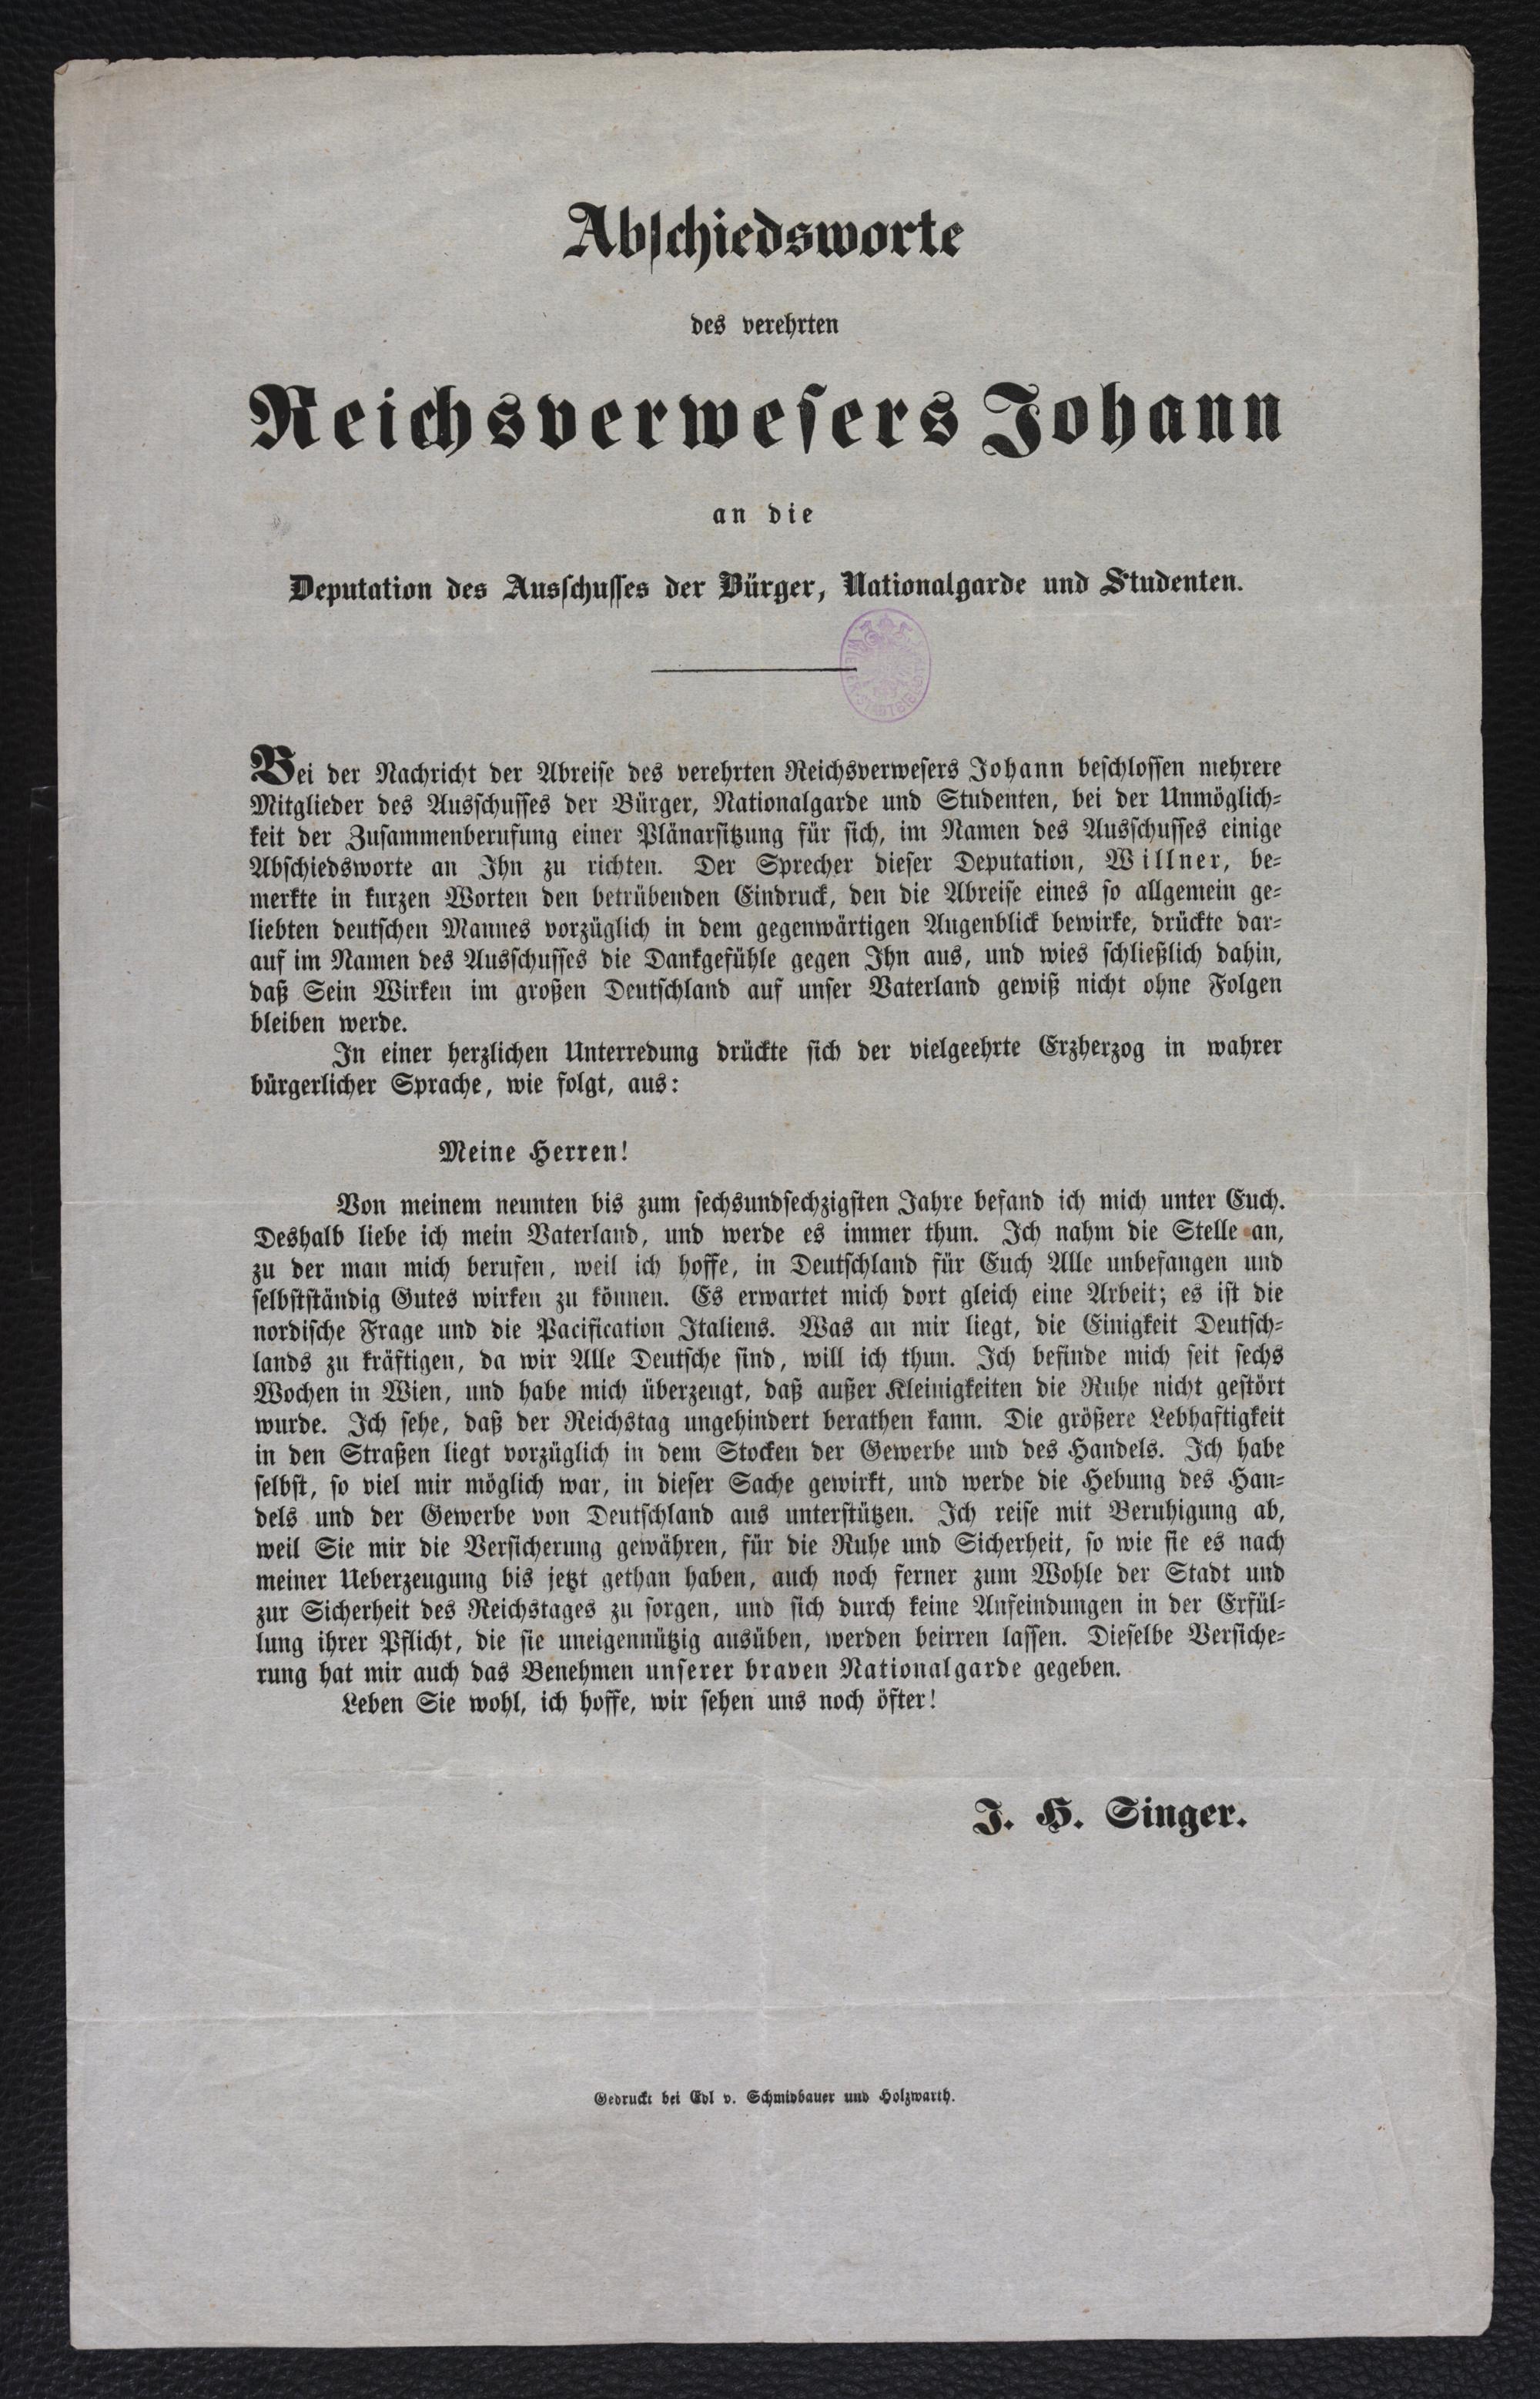 Abschiedsworte
des verehrten
Reichsverwesers Johann
an die
Deputation des Ausschusses der Bürger, Nationalgarde und Studenten.
Bei der Nachricht der Abreise des verehrten Reichsverwesers Johann beschlossen mehrere
Mitglieder des Ausschusses der Bürger, Nationalgarde und Studenten, bei der Unmöglich-
keit der Zusammenberufung einer Plänarsitzung für sich, im Namen des Ausschusses einige
Abschiedsworte an Ihn zu richten. Der Sprecher dieser Deputation, Willner, be-
merkte in kurzen Worten den betrübenden Eindruck, den die Abreise eines so allgemein ge-
liebten deutschen Mannes vorzüglich in dem gegenwärtigen Augenblick bewirke, drückte dar-
auf im Namen des Ausschusses die Dankgefühle gegen Ihn aus, und wies schließlich dahin,
daß Sein Wirken im großen Deutschland auf unser Vaterland gewiß nicht ohne Folgen
bleiben werde.
In einer herzlichen Unterredung drückte sich der vielgeehrte Erzherzog in wahrer
bürgerlicher Sprache, wie folgt, aus:
Meine Herren!
Von meinem neunten bis zum sechsundsechzigsten Jahre befand ich mich unter Euch.
Deshalb liebe ich mein Vaterland, und werde es immer thun. Ich nahm die Stelle an,
zu der man mich berufen, weil ich hoffe, in Deutschland für Euch Alle unbefangen und
selbstständig Gutes wirken zu können. Es erwartet mich dort gleich eine Arbeit; es ist die
nordische Frage und die Pacification Italiens. Was an mir liegt, die Einigkeit Deutsch-
lands zu kräftigen, da wir Alle Deutsche sind, will ich thun. Ich befinde mich seit sechs
Wochen in Wien, und habe mich überzeugt, daß außer Kleinigkeiten die Ruhe nicht gestört
wurde. Ich sehe, daß der Reichstag ungehindert berathen kann. Die größere Lebhaftigkeit
in den Straßen liegt vorzüglich in dem Stocken der Gewerbe und des Handels. Ich habe
selbst, so viel mir möglich war, in dieser Sache gewirkt, und werde die Hebung des Han-
dels und der Gewerbe von Deutschland aus unterstützen. Ich reise mit Beruhigung ab,
weil Sie mir die Versicherung gewähren, für die Ruhe und Sicherheit, so wie sie es nach
meiner Ueberzeugung bis jetzt gethan haben, auch noch ferner zum Wohle der Stadt und
zur Sicherheit des Reichstages zu sorgen, und sich durch keine Anfeindungen in der Erfül-
lung ihrer Pflicht, die sie uneigennützig ausüben, werden beirren lassen. Dieselbe Versiche-
rung hat mir auch das Benehmen unserer braven Nationalgarde gegeben.
Leben Sie wohl, ich hoffe, wir sehen uns noch öfter!
J. H. Singer.
Gedruckt bei Edl v. Schmidbauer und Holzwarth.